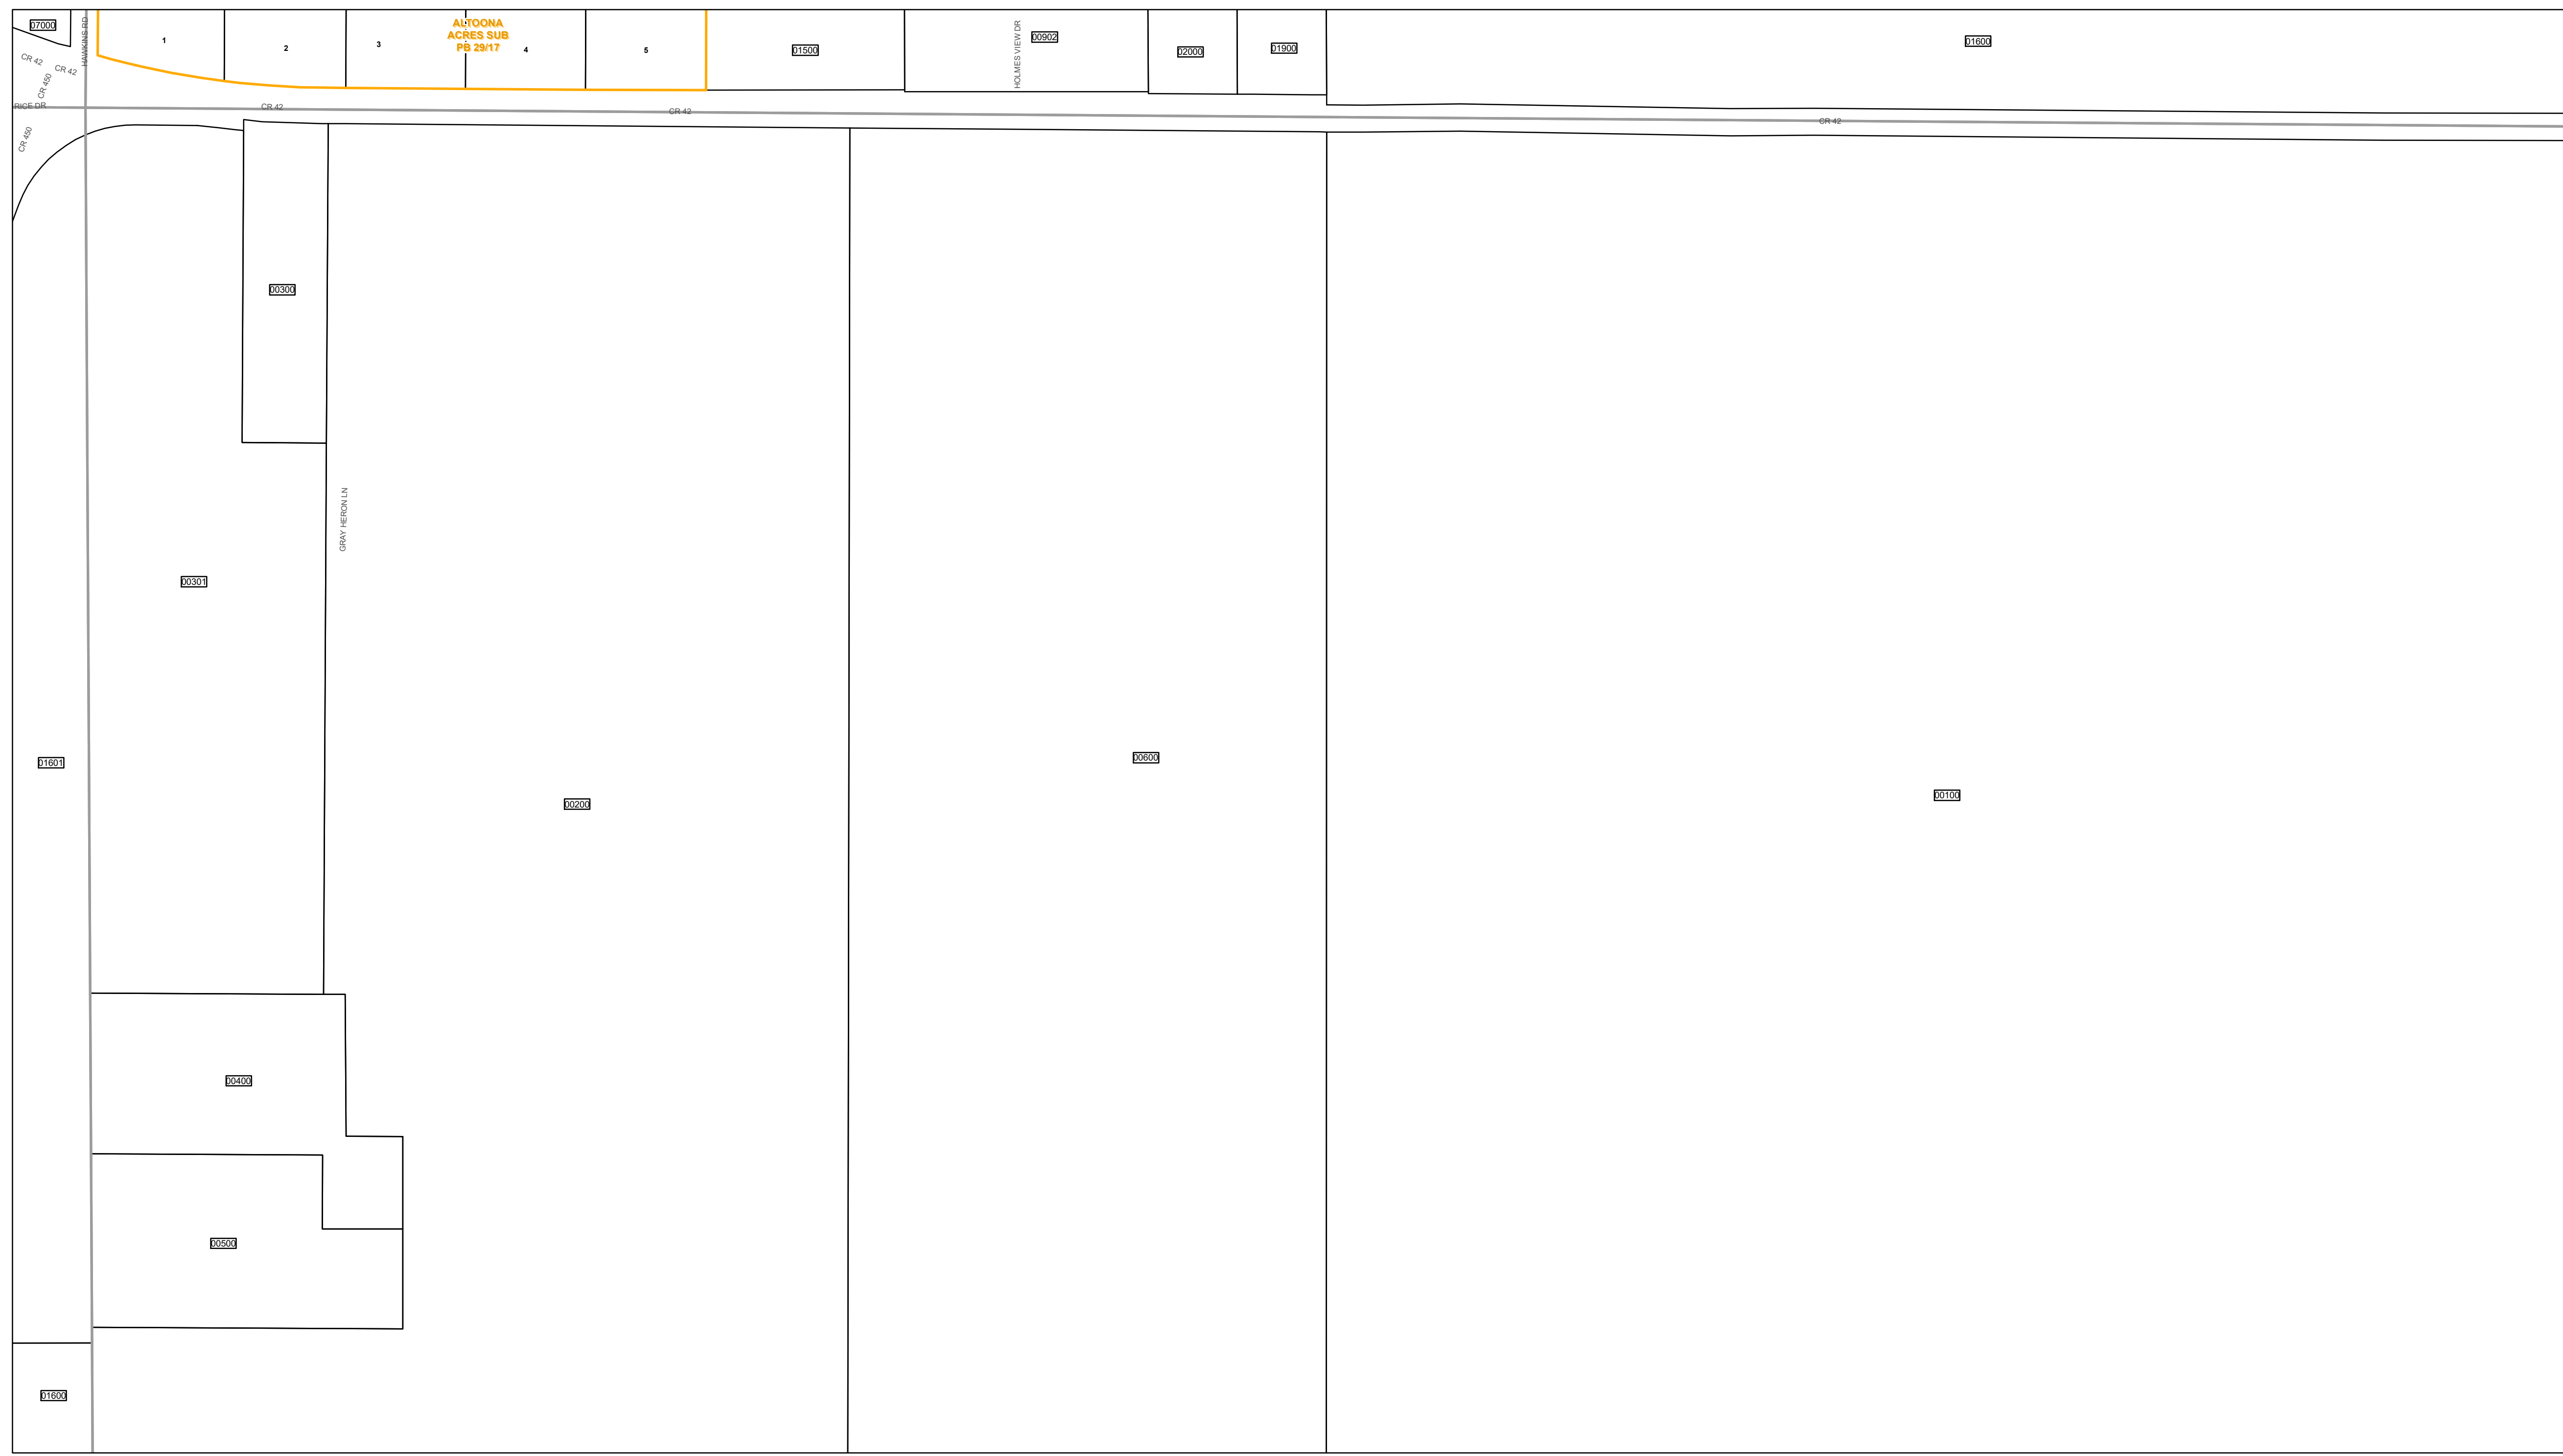 07000
HAWKINS RD
1
2
3
ALTOONA
ACRES SUB
PB 29/17
4
5
01500
HOLMES VIEW DR
00902
02000
01900
01600
CR 42
CR 42
CR 450
RICE DR
CR 42
CR 42
CR 42
CR 450
00300
GRAY HERON LN
00301
01601
00200
00600
00100
00400
00500
01600